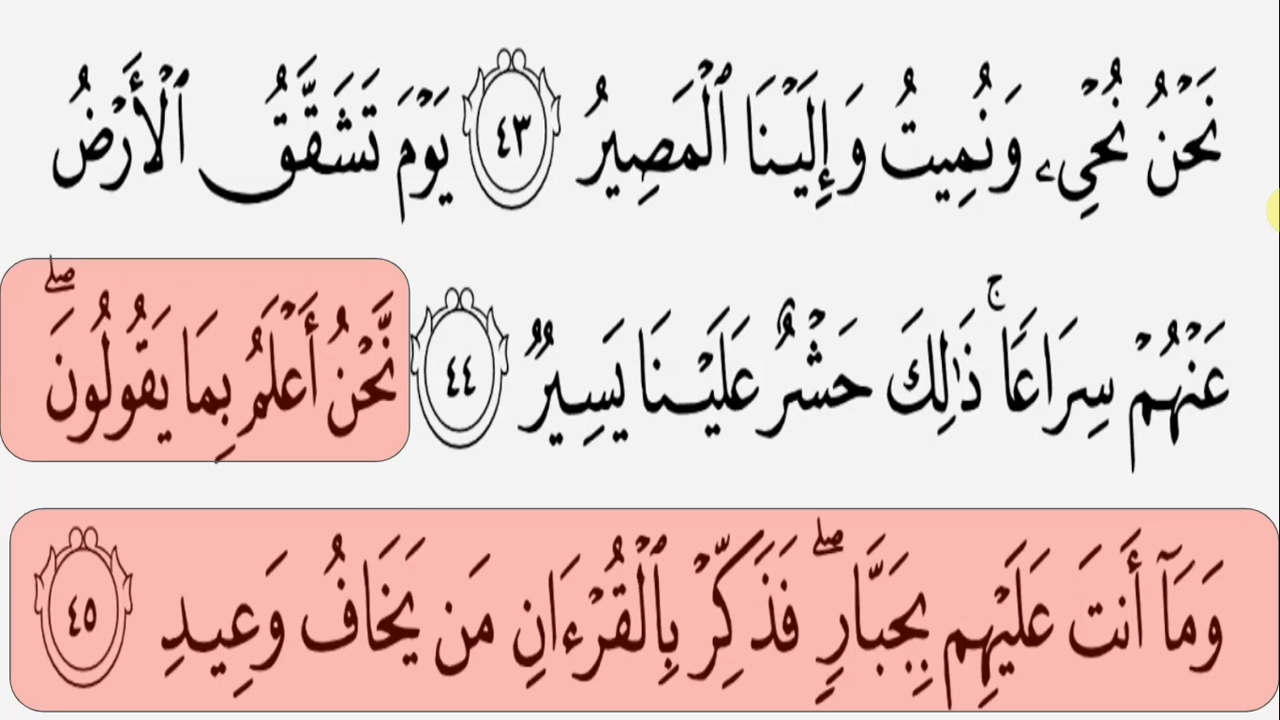 نَحْنُ نُحْىِۦ وَنُمِيتُ وَإِلَيْنَا ٱلْمَصِيرُ ٤٣ يَوْمَ تَشَقَّقُ ٱلْأَرْضُ
عَنْهُمْ سِرَاعًا ۚ ذَٰلِكَ حَشْرٌ عَلَيْنَا يَسِيرٌ ٤٤ نَّحْنُ أَعْلَمُ بِمَا يَقُولُونَ ۖ
وَمَآ أَنتَ عَلَيْهِم بِجَبَّارٍ ۖ فَذَكِّرْ بِٱلْقُرْءَانِ مَن يَخَافُ وَعِيدِ ٤٥